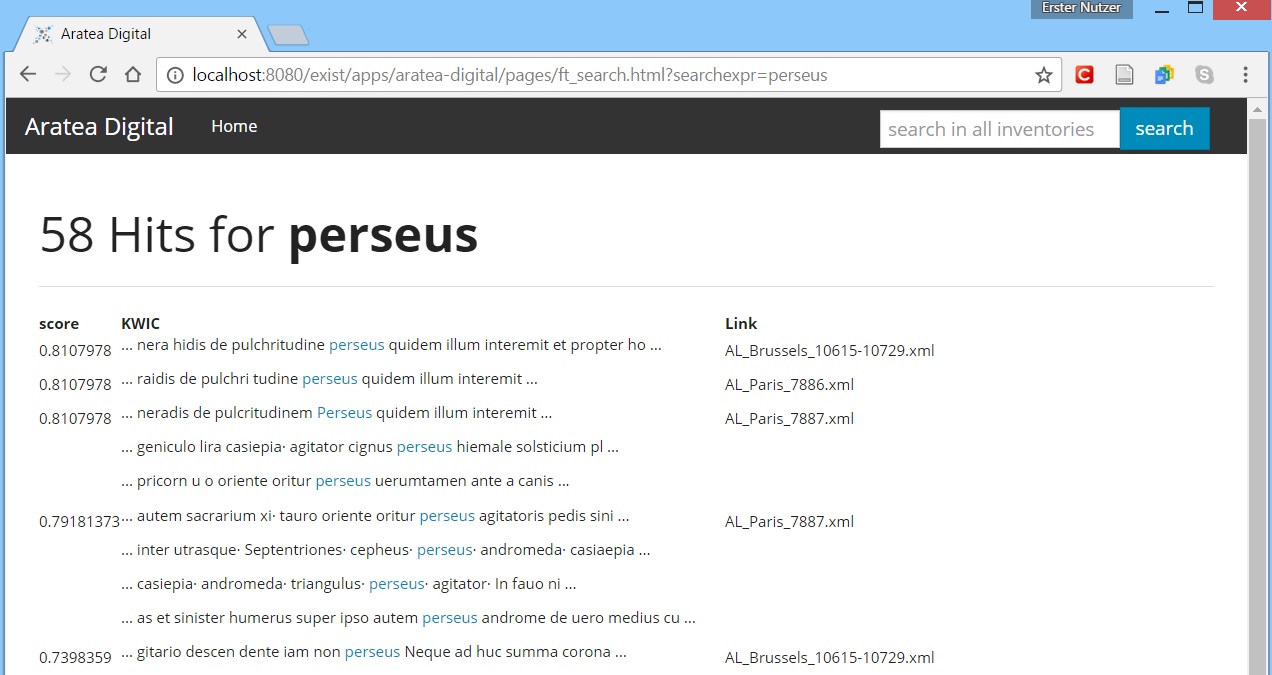 Erster Nutzer
Aratea Digital
localhost:8080/exist/apps/aratea-digital/pages/ft_search.html?searchexpr=perseus
Aratea Digital Home search in all inventories search
58 Hits for perseus
score KWIC Link
0.8107978 ... nera hidis de pulchritudine perseus quidem illum interemit et propter ho ... AL_Brussels_10615-10729.xml
0.8107978 ... raidis de pulchri tudine perseus quidem illum interemit ... AL_Paris_7886.xml
0.8107978 ... neradis de pulcritudinem Perseus quidem illum interemit ... AL_Paris_7887.xml
... geniculo lira casiepia· agitator cignus perseus hiemale solsticium pl ...
... pricorn u o oriente oritur perseus uerumtamen ante a canis ...
0.79181373 ... autem sacrarium xi· tauro oriente oritur perseus agitatoris pedis sini ... AL_Paris_7887.xml
... inter utrasque· Septentriones· cepheus· perseus· andromeda· casiaepia ...
... casiepia· andromeda· triangulus· perseus· agitator· In fauo ni ...
... as et sinister humerus super ipso autem perseus androme de uero medius cu ...
0.7398359 ... gitario descen dente iam non perseus Neque ad huc summa corona ... AL_Brussels_10615-10729.xml